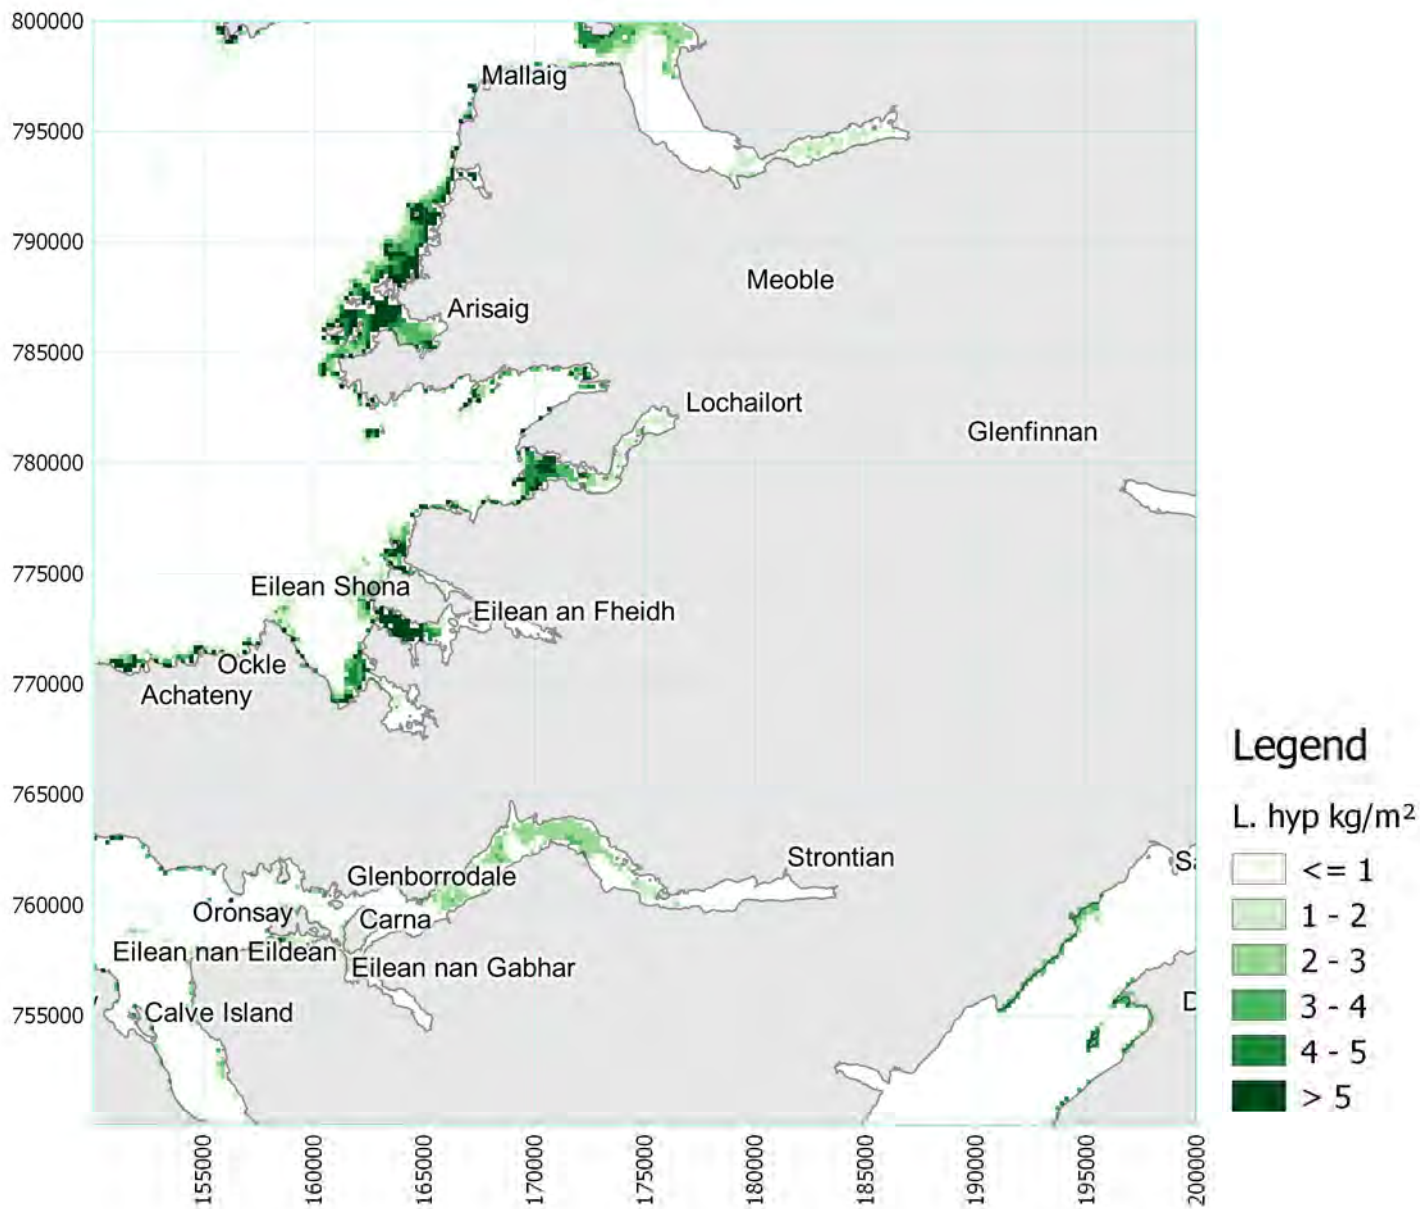 800000
Mallaig
795000
790000
Meoble
Arisaig
785000
Lochailort
Glenfinnan
780000
775000
Eilean Shona
Eilean an Fheidh
Ockle
770000
Achateny
Legend
765000
L. hyp kg/m²
Strontian
Sa
<= 1
Glenborrodale
760000
Oronsay
Carna
1 - 2
Eilean nan Eildean
Eilean nan Gabhar
2 - 3
755000
Calve Island
D
3 - 4
4 - 5
> 5
155000
160000
165000
170000
175000
180000
185000
190000
195000
200000